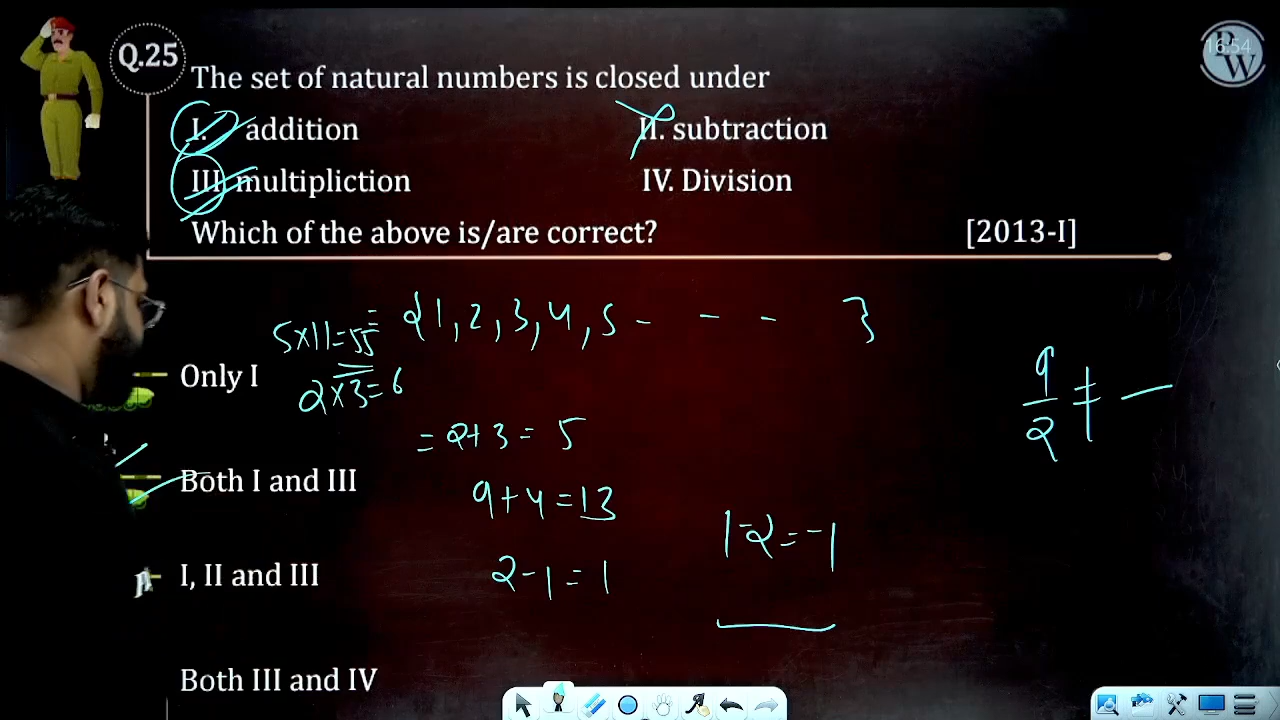 16:54
PW
Q.25
The set of natural numbers is closed under
I. addition II. subtraction
III. multipliction IV. Division
Which of the above is/are correct? [2013-I]
5×11=55 = {1, 2, 3, 4, 5 - - - }
2×3=6
Only I
9/2 ≠ —
= 2+3 = 5
Both I and III
9+4=13
1-2=-1
I, II and III
2-1=1
Both III and IV